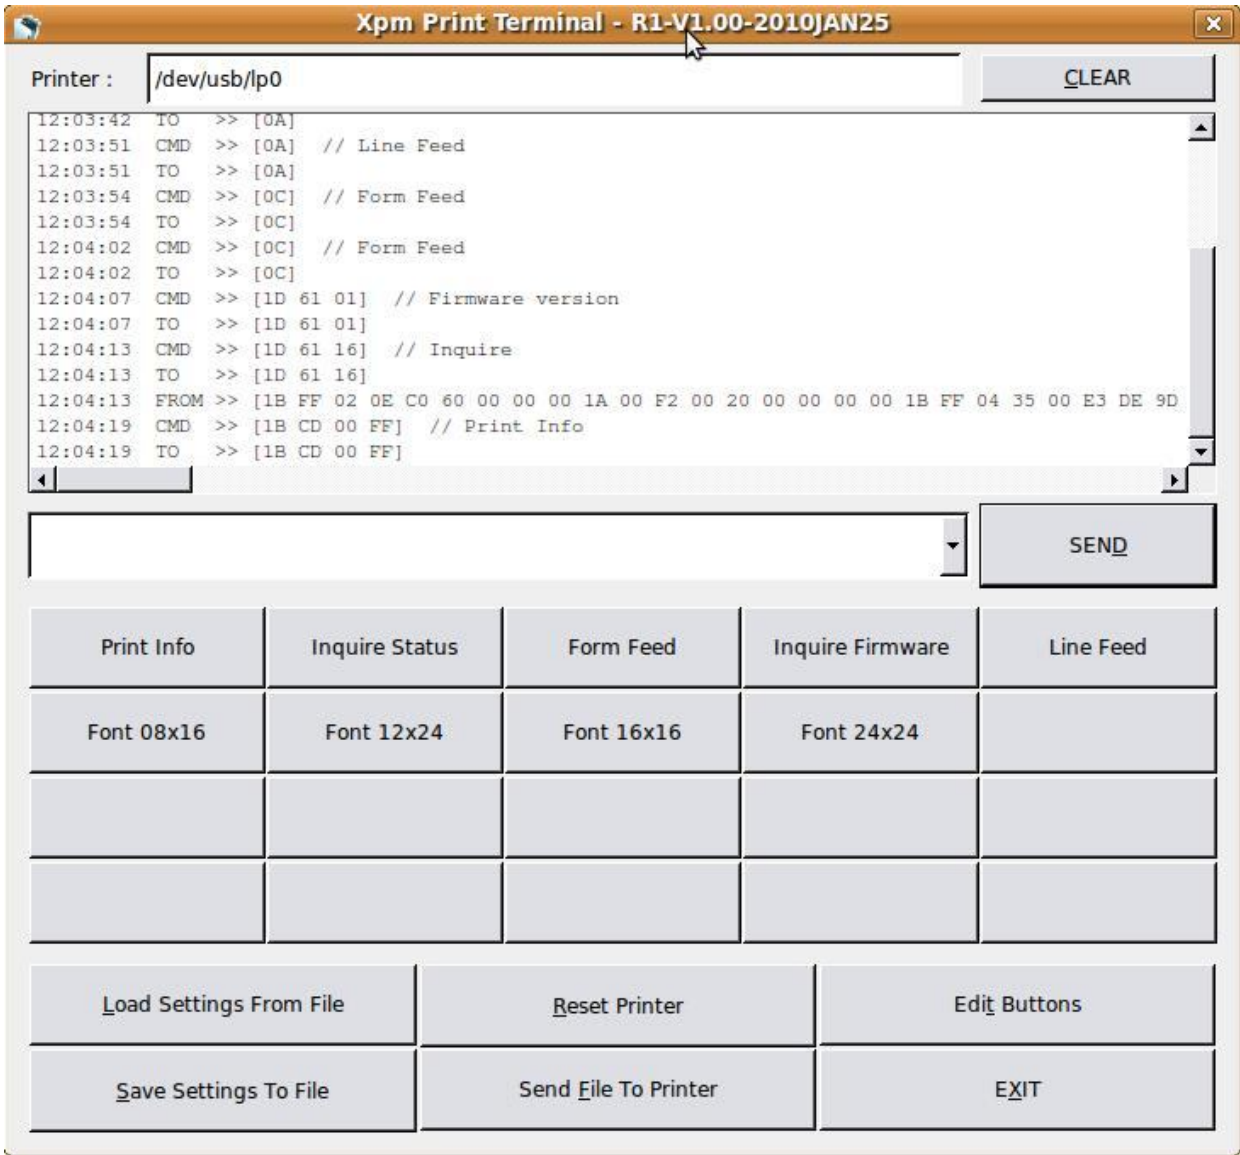 Xpm Print Terminal - R1-V1.00-2010JAN25
Printer : /dev/usb/lp0 CLEAR
12:03:42 TO >> [0A]
12:03:51 CMD >> [0A] // Line Feed
12:03:51 TO >> [0A]
12:03:54 CMD >> [0C] // Form Feed
12:03:54 TO >> [0C]
12:04:02 CMD >> [0C] // Form Feed
12:04:02 TO >> [0C]
12:04:07 CMD >> [1D 61 01] // Firmware version
12:04:07 TO >> [1D 61 01]
12:04:13 CMD >> [1D 61 16] // Inquire
12:04:13 TO >> [1D 61 16]
12:04:13 FROM >> [1B FF 02 0E C0 60 00 00 00 1A 00 F2 00 20 00 00 00 00 1B FF 04 35 00 E3 DE 9D
12:04:19 CMD >> [1B CD 00 FF] // Print Info
12:04:19 TO >> [1B CD 00 FF]
SEND
Print Info Inquire Status Form Feed Inquire Firmware Line Feed
Font 08x16 Font 12x24 Font 16x16 Font 24x24
Load Settings From File Reset Printer Edit Buttons
Save Settings To File Send File To Printer EXIT